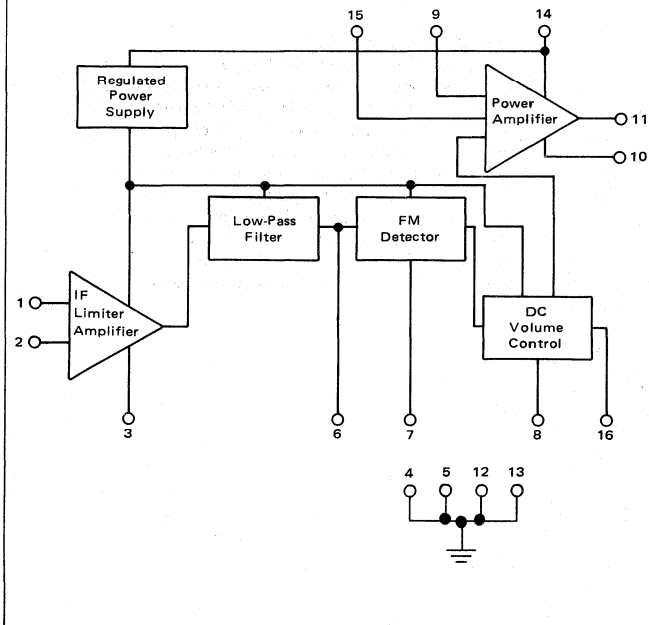 15 9 14
Regulated
Power
Supply
Power
Amplifier
11
10
Low-Pass
Filter
FM
Detector
1
2
IF
Limiter
Amplifier
DC
Volume
Control
3 6 7 8 16
4 5 12 13